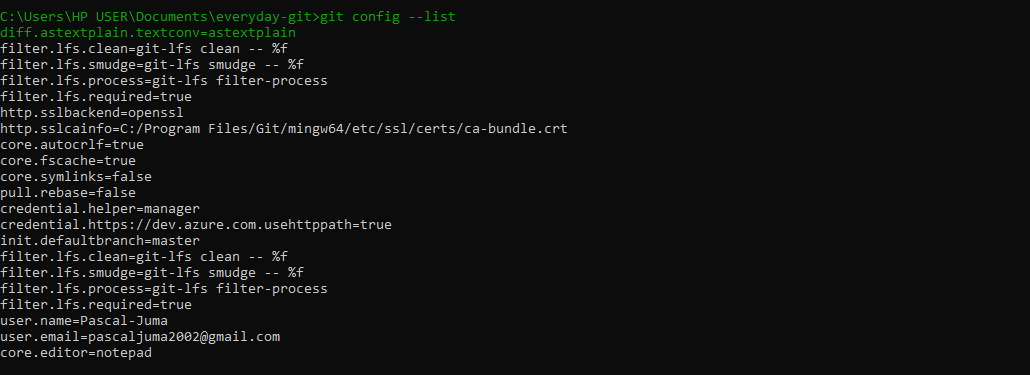 C:\Users\HP USER\Documents\everyday-git>git config --list
diff.astextplain.textconv=astextplain
filter.lfs.clean=git-lfs clean -- %f
filter.lfs.smudge=git-lfs smudge -- %f
filter.lfs.process=git-lfs filter-process
filter.lfs.required=true
http.sslbackend=openssl
http.sslcainfo=C:/Program Files/Git/mingw64/etc/ssl/certs/ca-bundle.crt
core.autocrlf=true
core.fscache=true
core.symlinks=false
pull.rebase=false
credential.helper=manager
credential.https://dev.azure.com.usehttppath=true
init.defaultbranch=master
filter.lfs.clean=git-lfs clean -- %f
filter.lfs.smudge=git-lfs smudge -- %f
filter.lfs.process=git-lfs filter-process
filter.lfs.required=true
user.name=Pascal-Juma
user.email=pascaljuma2002@gmail.com
core.editor=notepad